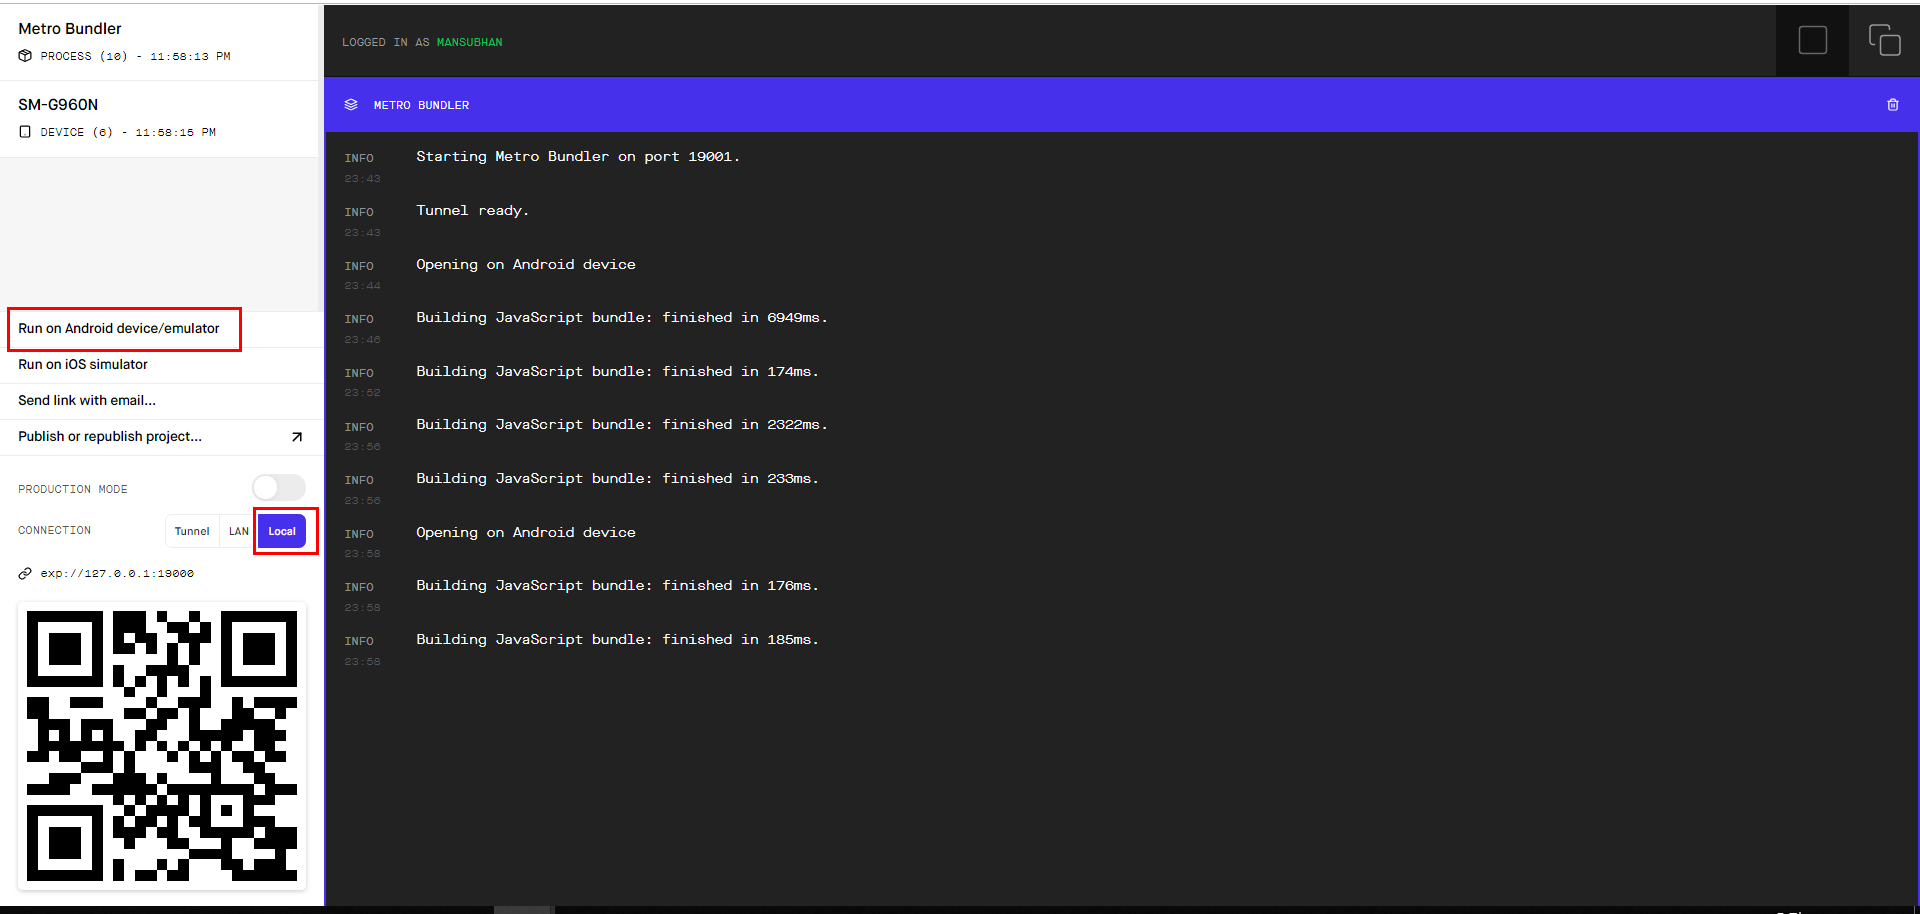 Metro Bundler
PROCESS (10) - 11:58:13 PM
SM-G960N
DEVICE (6) - 11:58:15 PM
Run on Android device/emulator
Run on iOS simulator
Send link with email...
Publish or republish project...
PRODUCTION MODE
CONNECTION
Tunnel
LAN
Local
exp://127.0.0.1:19000
LOGGED IN AS MANSUBHAN
METRO BUNDLER
INFO Starting Metro Bundler on port 19001.
23:43
INFO Tunnel ready.
23:43
INFO Opening on Android device
23:44
INFO Building JavaScript bundle: finished in 6949ms.
23:46
INFO Building JavaScript bundle: finished in 174ms.
23:52
INFO Building JavaScript bundle: finished in 2322ms.
23:56
INFO Building JavaScript bundle: finished in 233ms.
23:56
INFO Opening on Android device
23:58
INFO Building JavaScript bundle: finished in 176ms.
23:58
INFO Building JavaScript bundle: finished in 185ms.
23:58